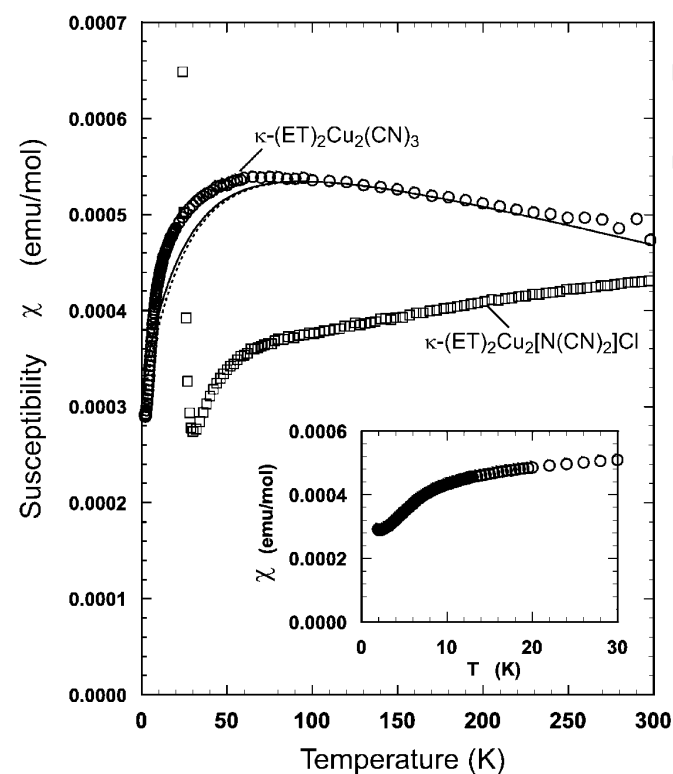 0.0007
0.0006
0.0005
0.0004
0.0003
0.0002
0.0001
0.0000
Susceptibility χ (emu/mol)
κ-(ET)2Cu2(CN)3
κ-(ET)2Cu2[N(CN)2]Cl
0.0006
0.0004
0.0002
0.0000
χ (emu/mol)
0 10 20 30
T (K)
0 50 100 150 200 250 300
Temperature (K)